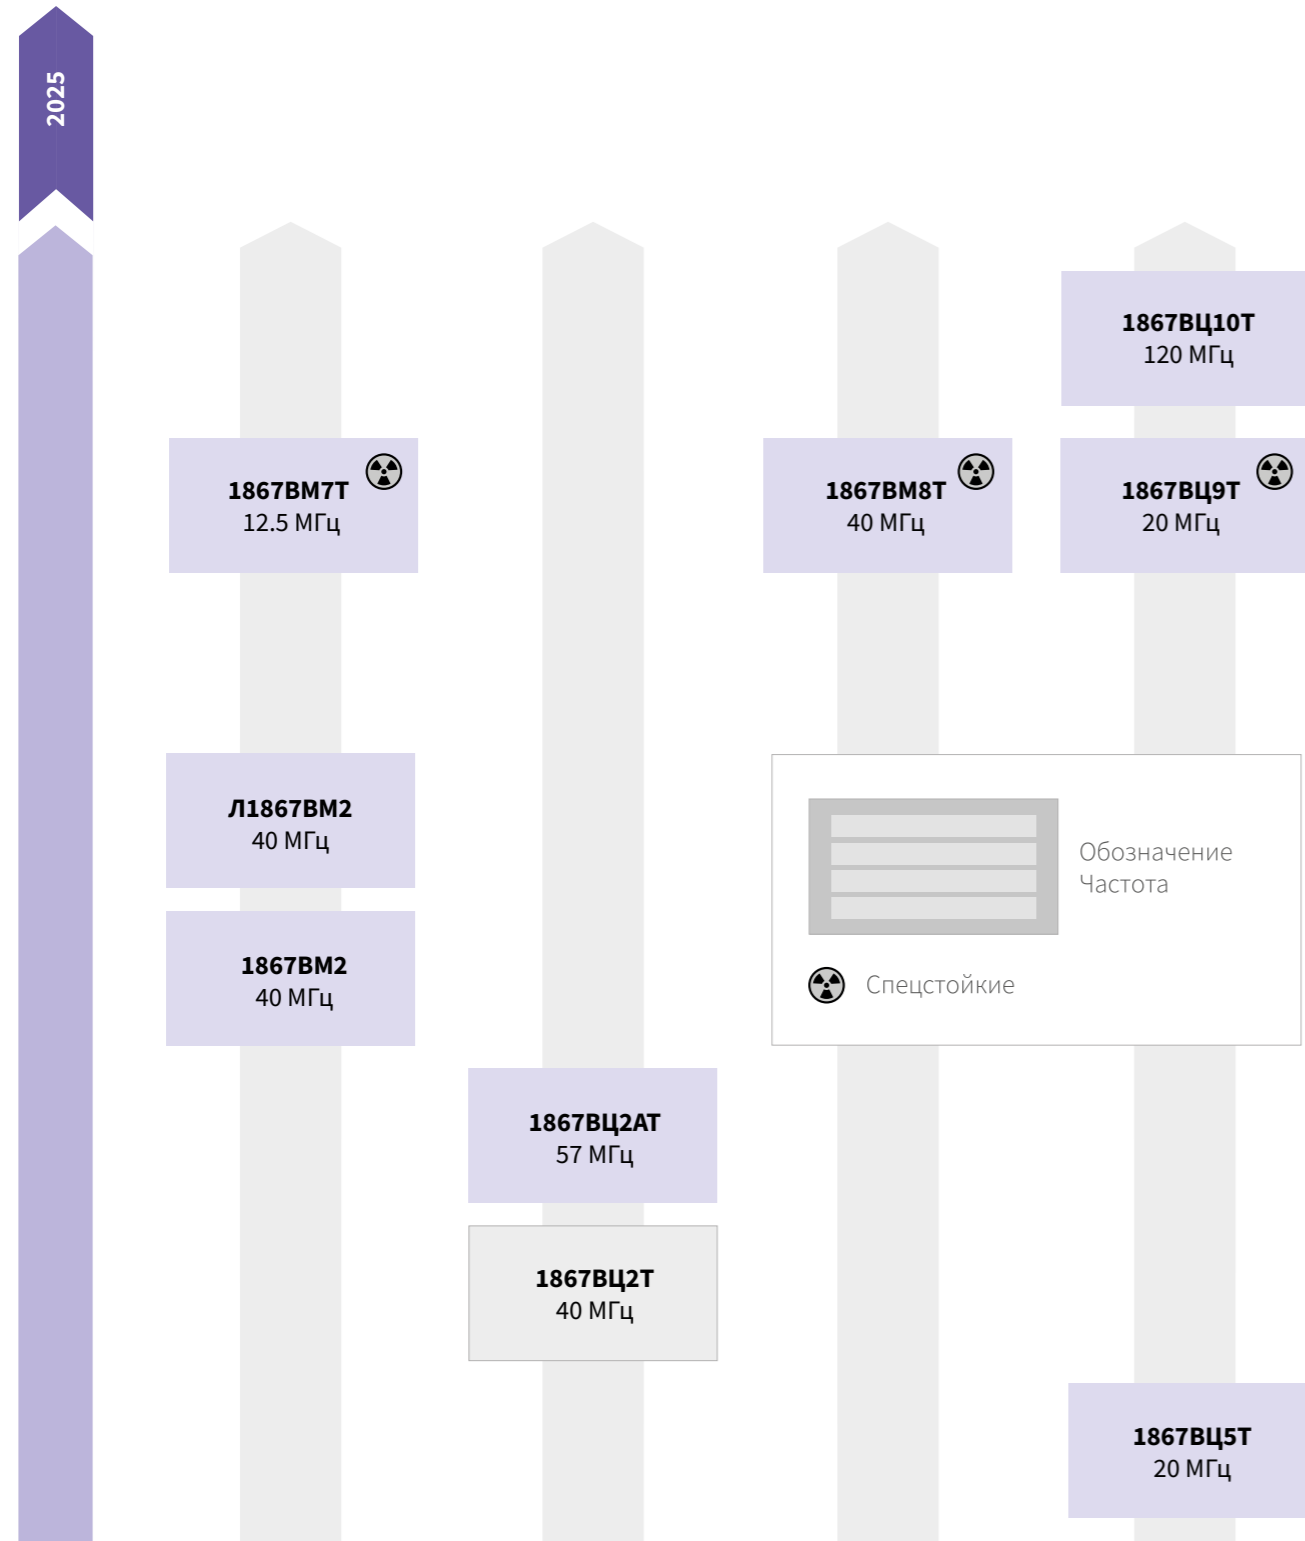 2025
1867ВЦ10Т
120 МГц
1867ВМ7Т
12.5 МГц
1867ВМ8Т
40 МГц
1867ВЦ9Т
20 МГц
Л1867ВМ2
40 МГц
Обозначение
Частота
1867ВМ2
40 МГц
Спецстойкие
1867ВЦ2АТ
57 МГц
1867ВЦ2Т
40 МГц
1867ВЦ5Т
20 МГц